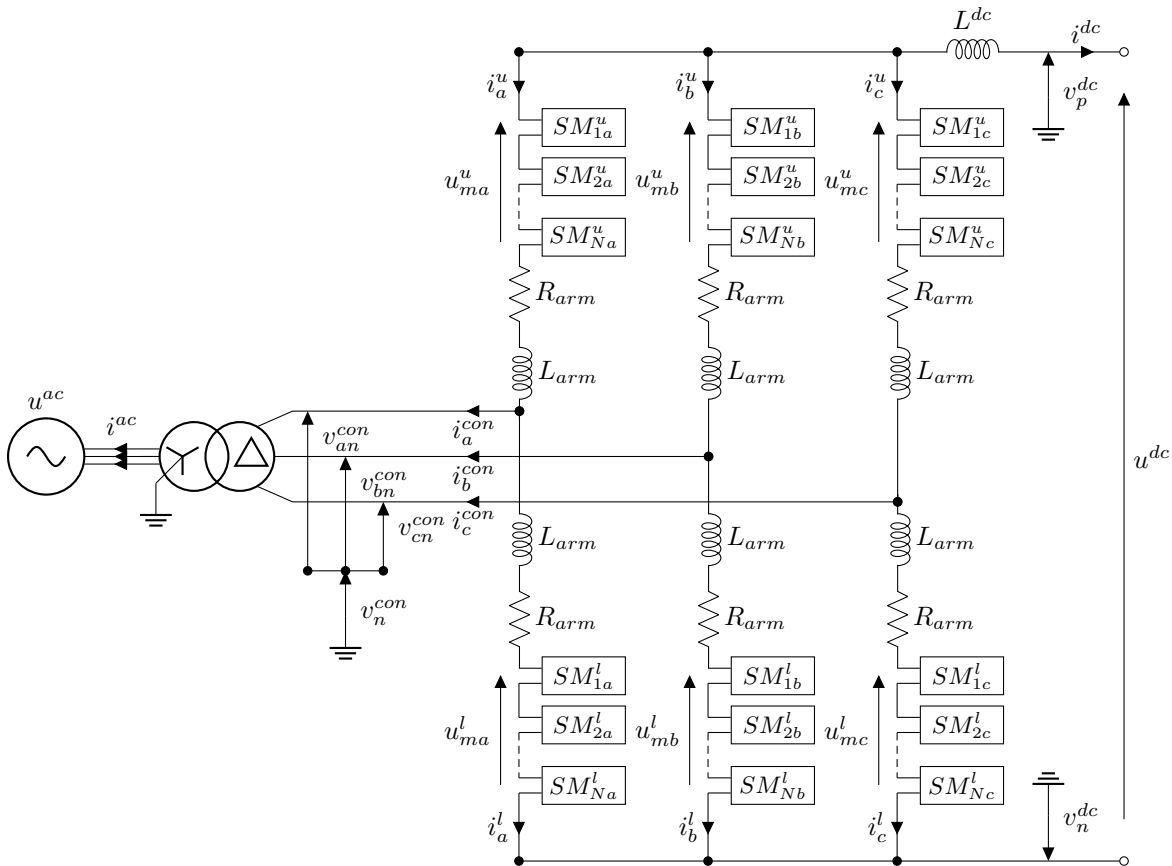 L^{dc}
i^{dc}
i_a^u i_b^u i_c^u
v_p^{dc}
SM_{1a}^u SM_{1b}^u SM_{1c}^u
u_{ma}^u SM_{2a}^u u_{mb}^u SM_{2b}^u u_{mc}^u SM_{2c}^u
SM_{Na}^u SM_{Nb}^u SM_{Nc}^u
R_{arm} R_{arm} R_{arm}
L_{arm} L_{arm} L_{arm}
u^{ac}
i^{ac}
v_{an}^{con} i_a^{con}
v_{bn}^{con} i_b^{con}
v_{cn}^{con} i_c^{con}
u^{dc}
L_{arm} L_{arm} L_{arm}
v_n^{con}
R_{arm} R_{arm} R_{arm}
SM_{1a}^l SM_{1b}^l SM_{1c}^l
u_{ma}^l SM_{2a}^l u_{mb}^l SM_{2b}^l u_{mc}^l SM_{2c}^l
SM_{Na}^l SM_{Nb}^l SM_{Nc}^l
i_a^l i_b^l i_c^l
v_n^{dc}